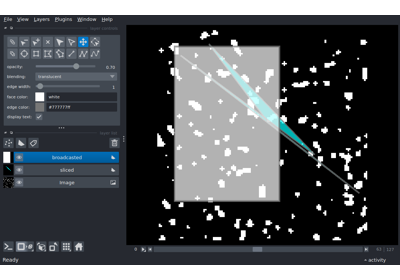 File View Layers Plugins Window Help
opacity: 0.70
blending: translucent
edge width: 1
face color: white
edge color: #777777ff
display text: ✓
broadcasted
sliced
Image
Ready
activity